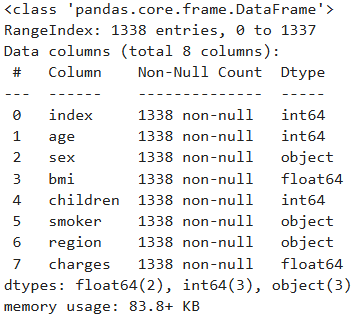 <class 'pandas.core.frame.DataFrame'>
RangeIndex: 1338 entries, 0 to 1337
Data columns (total 8 columns):
 #   Column    Non-Null Count  Dtype
---  ------    --------------  -----
 0   index     1338 non-null   int64
 1   age       1338 non-null   int64
 2   sex       1338 non-null   object
 3   bmi       1338 non-null   float64
 4   children  1338 non-null   int64
 5   smoker    1338 non-null   object
 6   region    1338 non-null   object
 7   charges   1338 non-null   float64
dtypes: float64(2), int64(3), object(3)
memory usage: 83.8+ KB